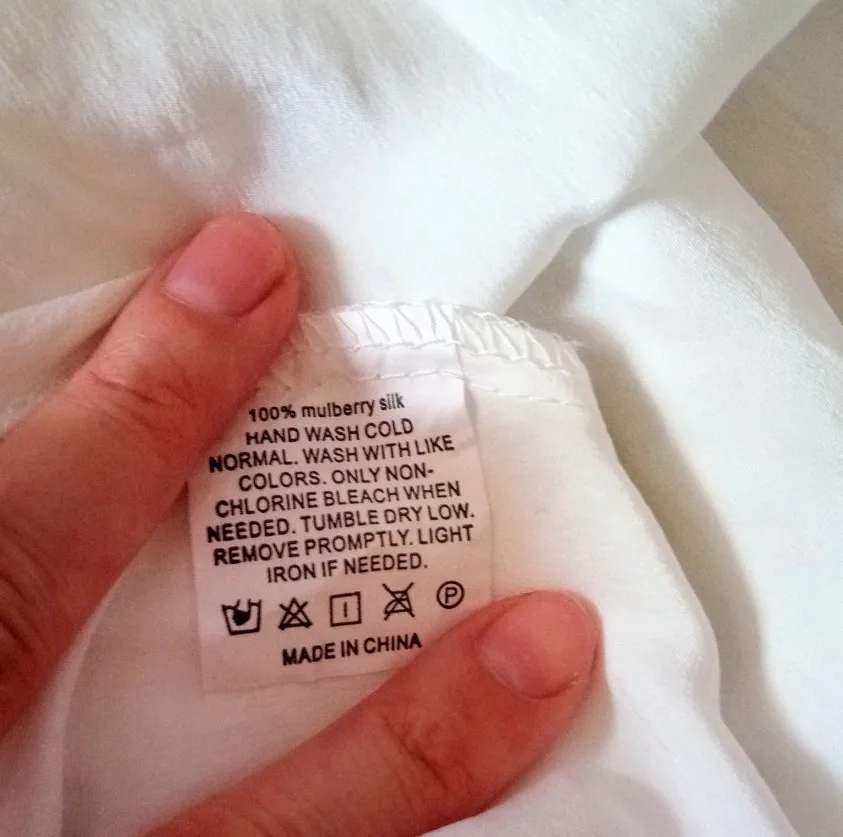 100% mulberry silk
HAND WASH COLD
NORMAL. WASH WITH LIKE
COLORS. ONLY NON-
CHLORINE BLEACH WHEN
NEEDED. TUMBLE DRY LOW.
REMOVE PROMPTLY. LIGHT
IRON IF NEEDED.
P
MADE IN CHINA